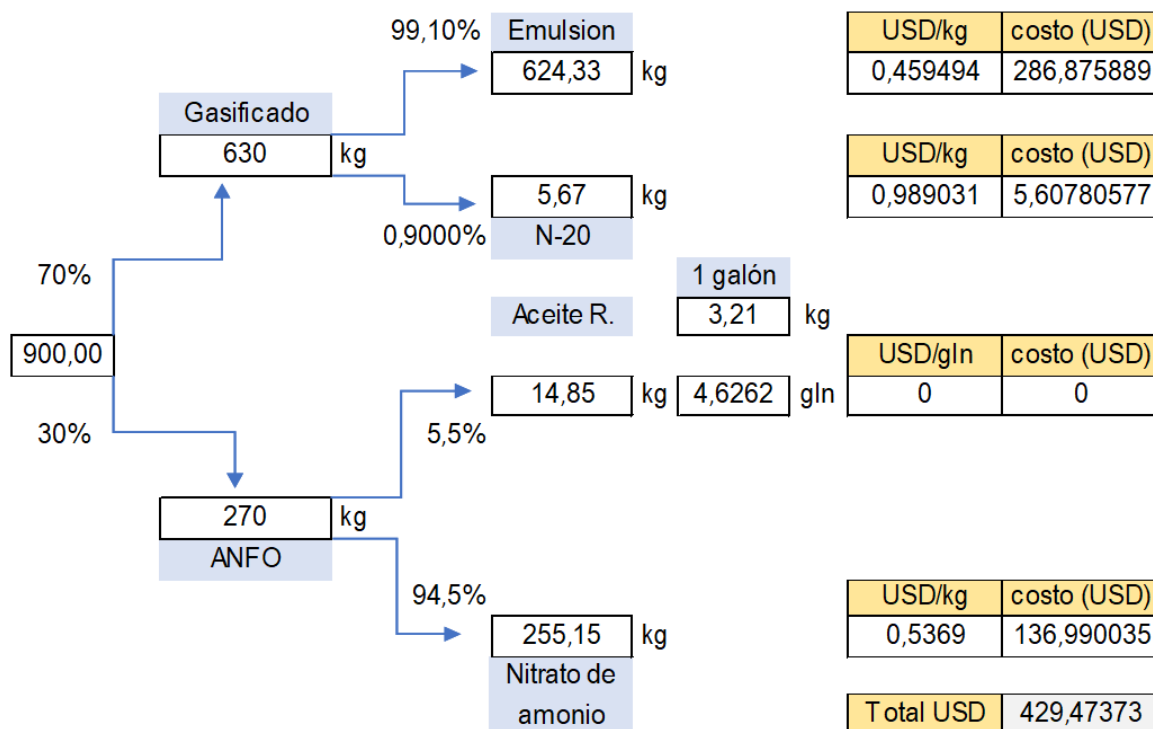 99,10% Emulsion USD/kg costo (USD)
624,33 kg 0,459494 286,875889
Gasificado
630 kg USD/kg costo (USD)
5,67 kg 0,989031 5,60780577
0,9000% N-20
70% 1 galón
Aceite R. 3,21 kg
900,00 USD/gln costo (USD)
14,85 kg 4,6262 gln 0 0
30% 5,5%
270 kg
ANFO
94,5% USD/kg costo (USD)
255,15 kg 0,5369 136,990035
Nitrato de
amonio Total USD 429,47373